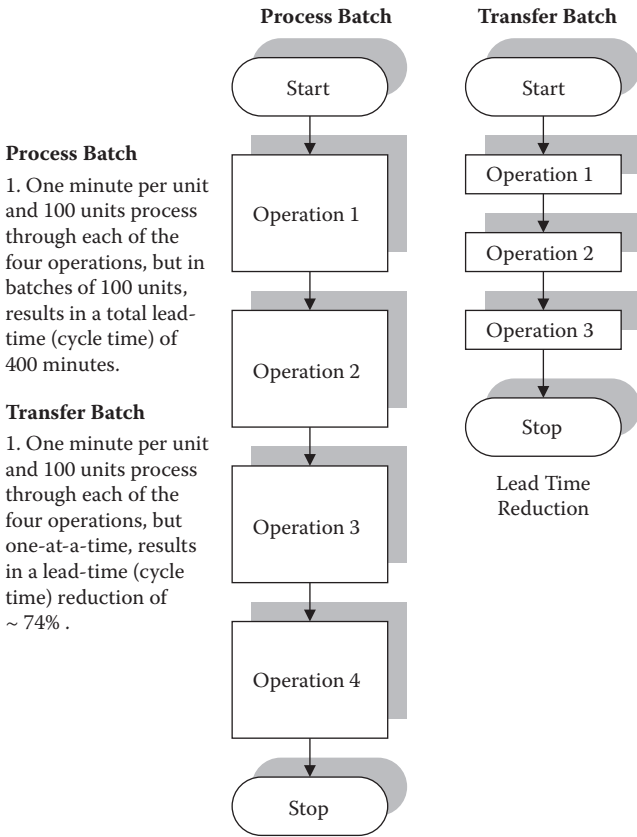 Process Batch
1. One minute per unit
and 100 units process
through each of the
four operations, but in
batches of 100 units,
results in a total lead-
time (cycle time) of
400 minutes.
Transfer Batch
1. One minute per unit
and 100 units process
through each of the
four operations, but
one-at-a-time, results
in a lead-time (cycle
time) reduction of
~ 74% .
Process Batch
Start
Operation 1
Operation 2
Operation 3
Operation 4
Stop
Transfer Batch
Start
Operation 1
Operation 2
Operation 3
Stop
Lead Time
Reduction